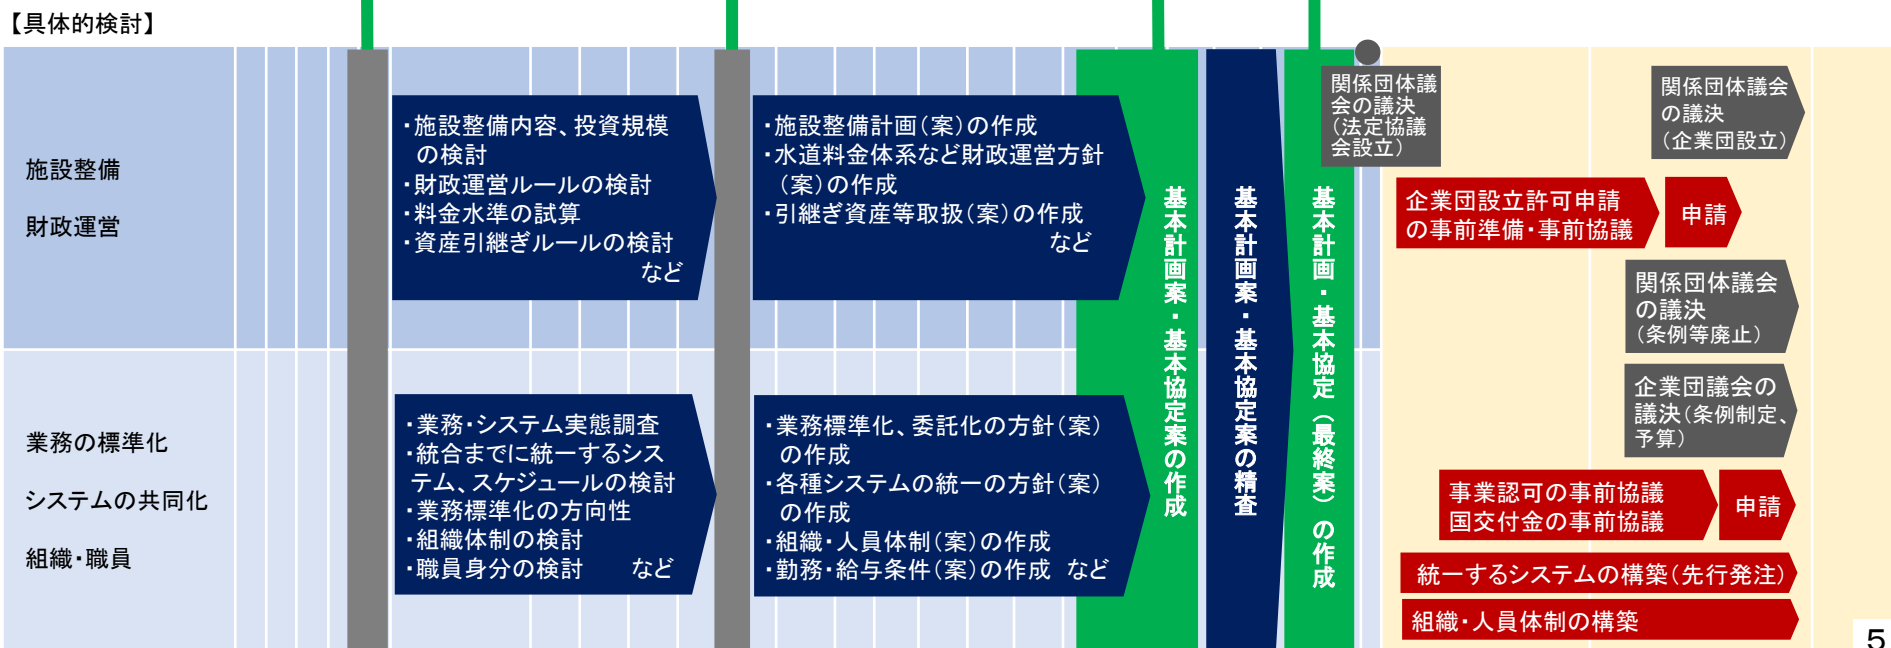 【具体的検討】
施設整備
財政運営
・施設整備内容、投資規模
の検討
・財政運営ルールの検討
・料金水準の試算
・資産引継ぎルールの検討
など
・施設整備計画（案）の作成
・水道料金体系など財政運営方針
（案）の作成
・引継ぎ資産等取扱（案）の作成
など
業務の標準化
システムの共同化
組織・職員
・業務・システム実態調査
・統合までに統一するシス
テム、スケジュールの検討
・業務標準化の方向性
・組織体制の検討
・職員身分の検討　など
・業務標準化、委託化の方針（案）
の作成
・各種システムの統一の方針（案）
の作成
・組織・人員体制（案）の作成
・勤務・給与条件（案）の作成　など
基本計画案・基本協定案の作成
基本計画案・基本協定案の精査
基本計画・基本協定（最終案）の作成
関係団体議
会の議決
（法定協議
会設立）
関係団体議会
の議決
（企業団設立）
企業団設立許可申請
の事前準備・事前協議
申請
関係団体議会
の議決
（条例等廃止）
企業団議会の
議決（条例制定、
予算）
事業認可の事前協議
国交付金の事前協議
申請
統一するシステムの構築（先行発注）
組織・人員体制の構築
5